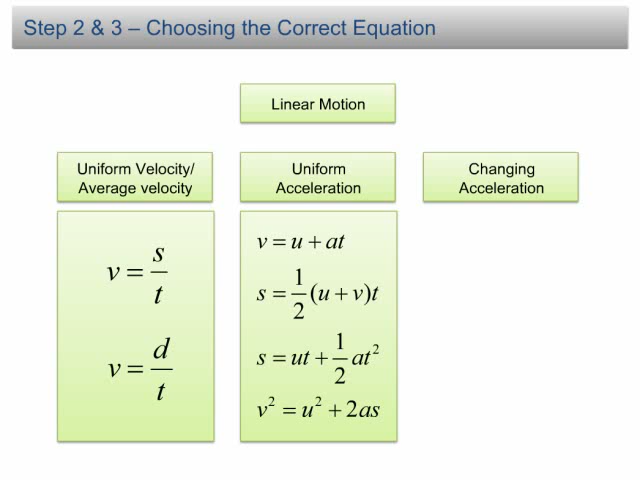 Step 2 & 3 – Choosing the Correct Equation
Linear Motion
Uniform Velocity/
Average velocity
Uniform
Acceleration
Changing
Acceleration
v = s/t
v = d/t
v = u + at
s = 1/2 (u + v)t
s = ut + 1/2 at²
v² = u² + 2as